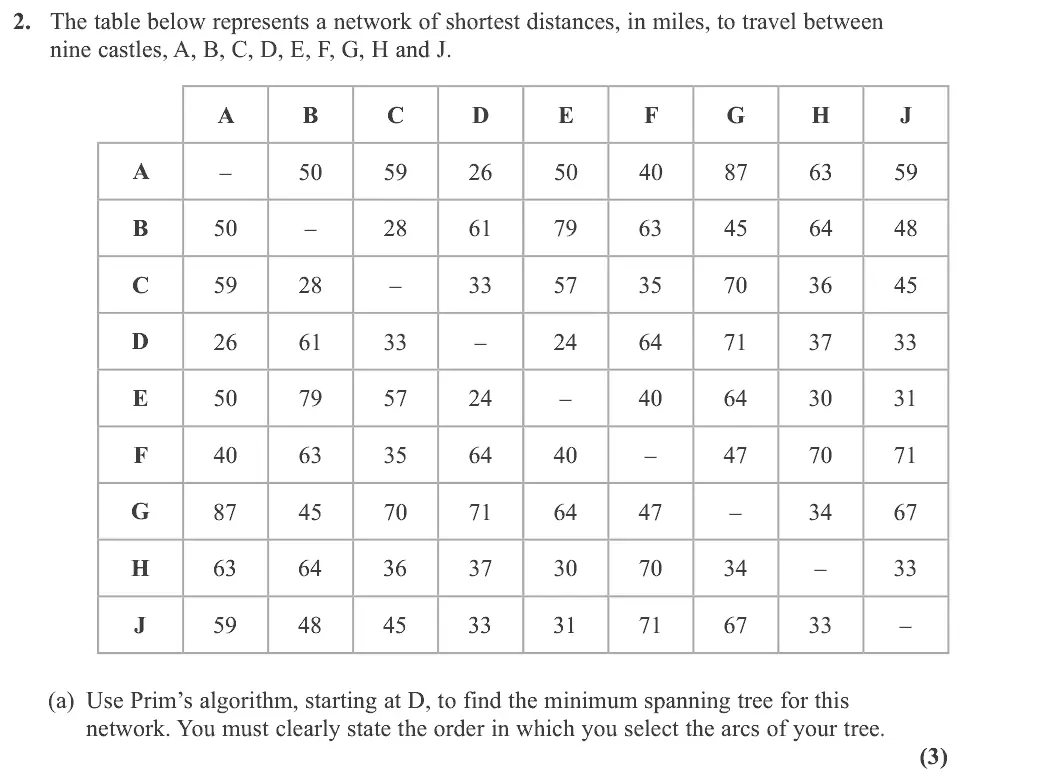 2. The table below represents a network of shortest distances, in miles, to travel between
nine castles, A, B, C, D, E, F, G, H and J.
A B C D E F G H J
A – 50 59 26 50 40 87 63 59
B 50 – 28 61 79 63 45 64 48
C 59 28 – 33 57 35 70 36 45
D 26 61 33 – 24 64 71 37 33
E 50 79 57 24 – 40 64 30 31
F 40 63 35 64 40 – 47 70 71
G 87 45 70 71 64 47 – 34 67
H 63 64 36 37 30 70 34 – 33
J 59 48 45 33 31 71 67 33 –
(a) Use Prim’s algorithm, starting at D, to find the minimum spanning tree for this
network. You must clearly state the order in which you select the arcs of your tree.
(3)